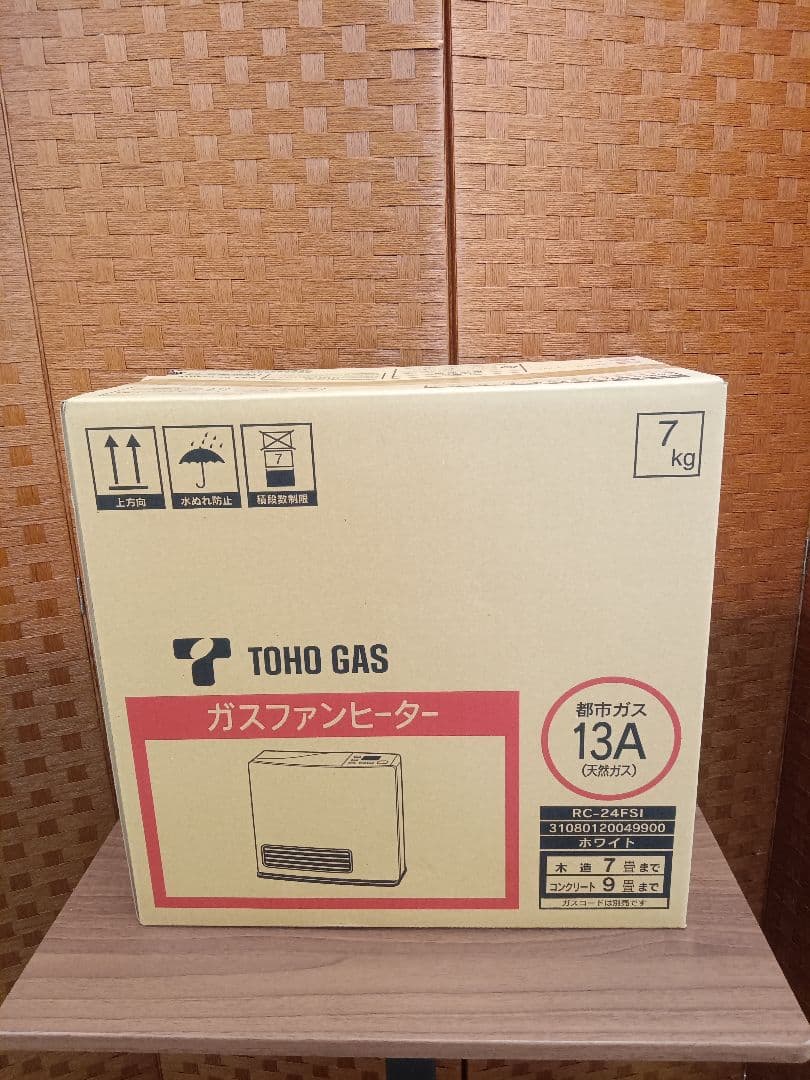 上方向
水ぬれ防止
7
積段数制限
7
kg
TOHO GAS
ガスファンヒーター
都市ガス
13A
(天然ガス)
RC-24FSI
31080120049900
ホワイト
木造 7 畳まで
コンクリート 9 畳まで
ガスコードは別売です